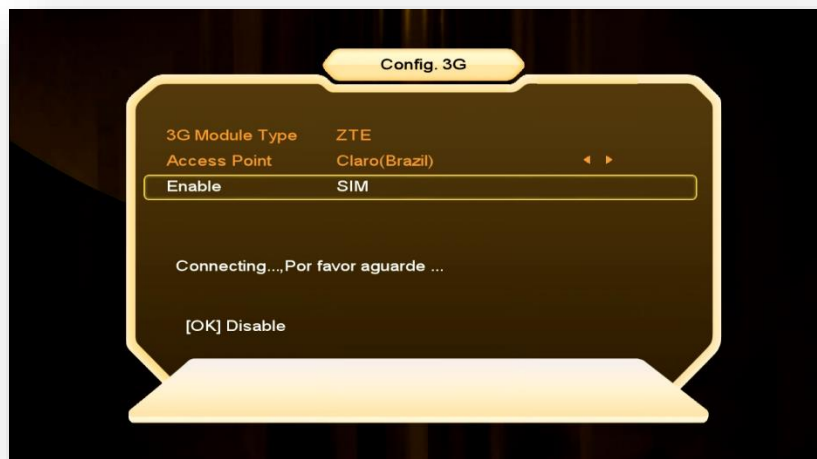 Config. 3G
3G Module Type ZTE
Access Point Claro(Brazil)
Enable SIM
Connecting...,Por favor aguarde ...
[OK] Disable